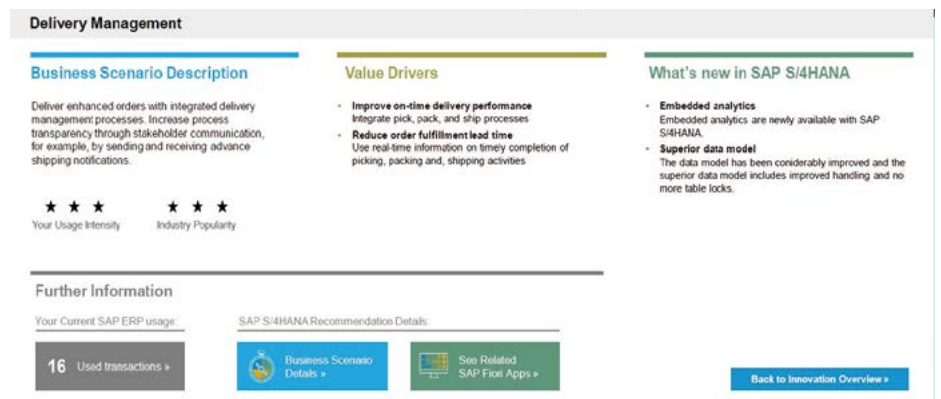 Delivery Management
Business Scenario Description
Deliver enhanced orders with integrated delivery
management processes. Increase process
transparency through stakeholder communication,
for example, by sending and receiving advance
shipping notifications.
★ ★ ★
Your Usage Intensity
★ ★ ★
Industry Popularity
Value Drivers
• Improve on-time delivery performance
Integrate pick, pack, and ship processes
• Reduce order fulfillment lead time
Use real-time information on timely completion of
picking, packing and, shipping activities
What's new in SAP S/4HANA
• Embedded analytics
Embedded analytics are newly available with SAP
S/4HANA.
• Superior data model
The data model has been coniderably improved and the
superior data model includes improved handling and no
more table locks.
Further Information
Your Current SAP ERP usage:
16 Used transactions »
SAP S/4HANA Recommendation Details
Business Scenario
Details »
See Related
SAP Fiori Apps »
Back to Innovation Overview »